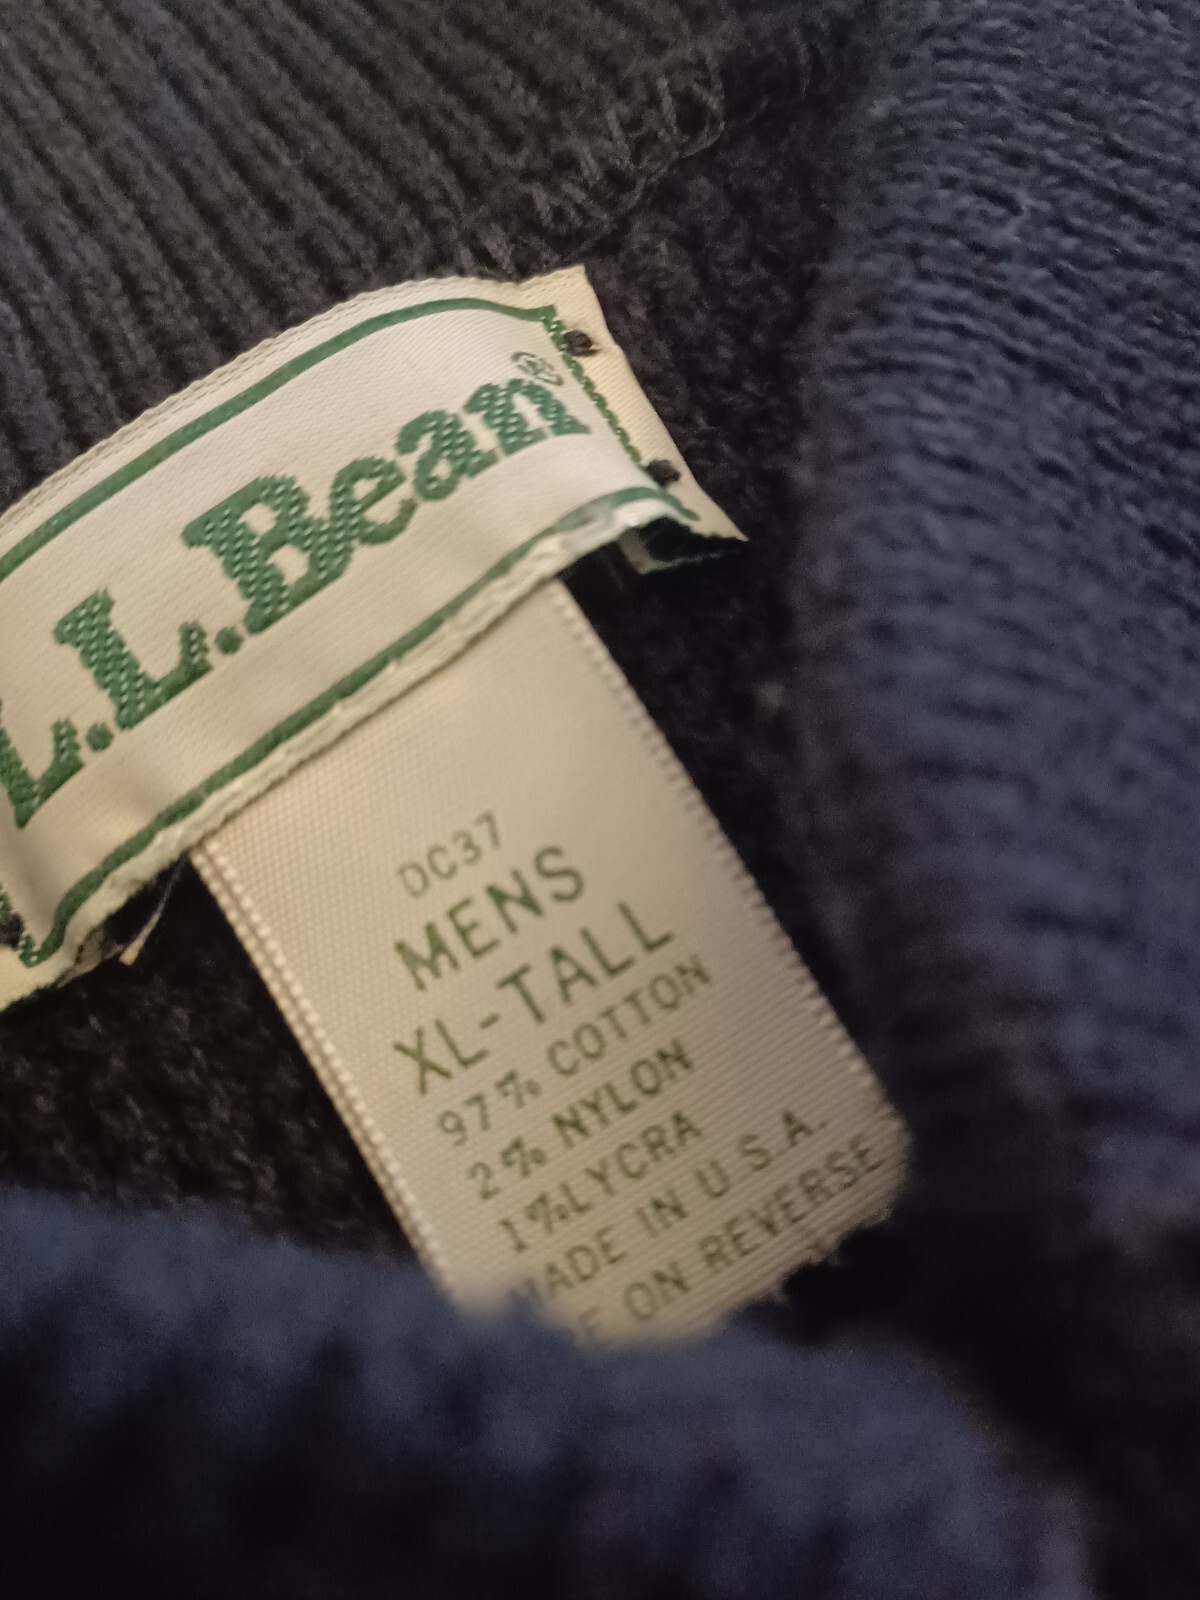 L.L.Bean®
DC37
MENS
XL-TALL
97% COTTON
2% NYLON
1%LYCRA
MADE IN U.S.A.
ON REVERSE